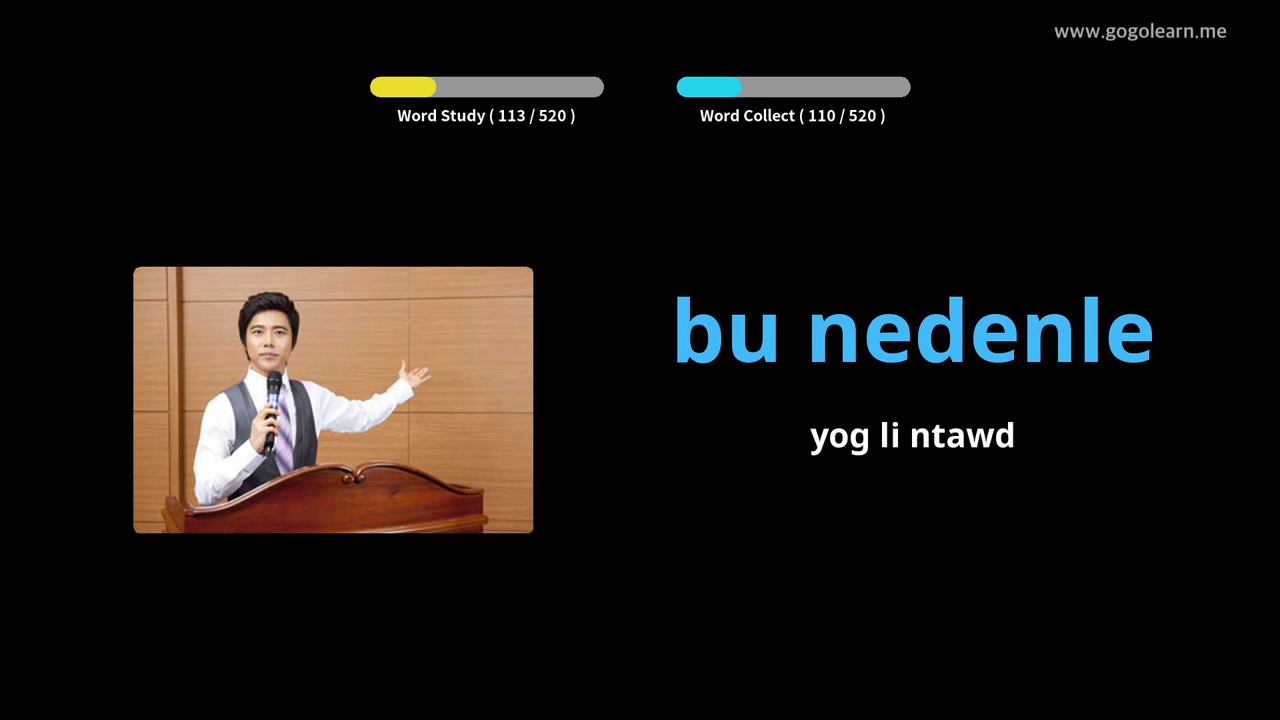 www.gogolearn.me
Word Study ( 113 / 520 )
Word Collect ( 110 / 520 )
bu nedenle
yog li ntawd